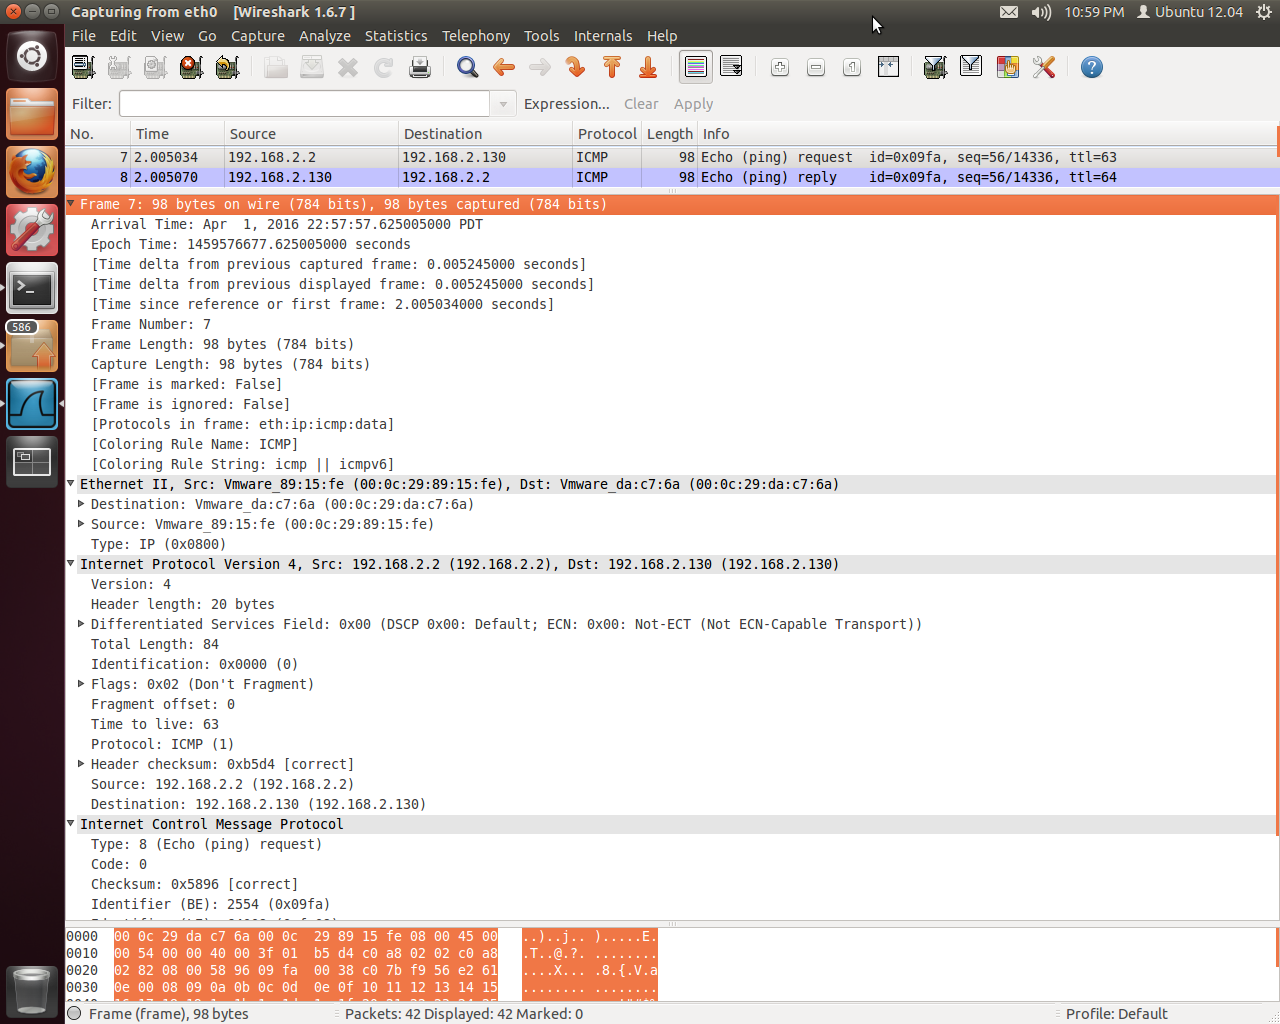 Capturing from eth0   [Wireshark 1.6.7 ]
10:59 PM Ubuntu 12.04
File Edit View Go Capture Analyze Statistics Telephony Tools Internals Help
Filter: Expression... Clear Apply
No. Time Source Destination Protocol Length Info
7 2.005034 192.168.2.2 192.168.2.130 ICMP 98 Echo (ping) request  id=0x09fa, seq=56/14336, ttl=63
8 2.005070 192.168.2.130 192.168.2.2 ICMP 98 Echo (ping) reply    id=0x09fa, seq=56/14336, ttl=64
Frame 7: 98 bytes on wire (784 bits), 98 bytes captured (784 bits)
Arrival Time: Apr  1, 2016 22:57:57.625005000 PDT
Epoch Time: 1459576677.625005000 seconds
[Time delta from previous captured frame: 0.005245000 seconds]
[Time delta from previous displayed frame: 0.005245000 seconds]
[Time since reference or first frame: 2.005034000 seconds]
Frame Number: 7
586
Frame Length: 98 bytes (784 bits)
Capture Length: 98 bytes (784 bits)
[Frame is marked: False]
[Frame is ignored: False]
[Protocols in frame: eth:ip:icmp:data]
[Coloring Rule Name: ICMP]
[Coloring Rule String: icmp || icmpv6]
Ethernet II, Src: Vmware_89:15:fe (00:0c:29:89:15:fe), Dst: Vmware_da:c7:6a (00:0c:29:da:c7:6a)
Destination: Vmware_da:c7:6a (00:0c:29:da:c7:6a)
Source: Vmware_89:15:fe (00:0c:29:89:15:fe)
Type: IP (0x0800)
Internet Protocol Version 4, Src: 192.168.2.2 (192.168.2.2), Dst: 192.168.2.130 (192.168.2.130)
Version: 4
Header length: 20 bytes
Differentiated Services Field: 0x00 (DSCP 0x00: Default; ECN: 0x00: Not-ECT (Not ECN-Capable Transport))
Total Length: 84
Identification: 0x0000 (0)
Flags: 0x02 (Don't Fragment)
Fragment offset: 0
Time to live: 63
Protocol: ICMP (1)
Header checksum: 0xb5d4 [correct]
Source: 192.168.2.2 (192.168.2.2)
Destination: 192.168.2.130 (192.168.2.130)
Internet Control Message Protocol
Type: 8 (Echo (ping) request)
Code: 0
Checksum: 0x5896 [correct]
Identifier (BE): 2554 (0x09fa)
0000  00 0c 29 da c7 6a 00 0c  29 89 15 fe 08 00 45 00   ..)..j.. ).....E.
0010  00 54 00 00 40 00 3f 01  b5 d4 c0 a8 02 02 c0 a8   .T..@.?. ........
0020  02 82 08 00 58 96 09 fa  00 38 c0 7b f9 56 e2 61   ....X... .8.{.V.a
0030  0e 00 08 09 0a 0b 0c 0d  0e 0f 10 11 12 13 14 15   ........ ........
Frame (frame), 98 bytes Packets: 42 Displayed: 42 Marked: 0 Profile: Default